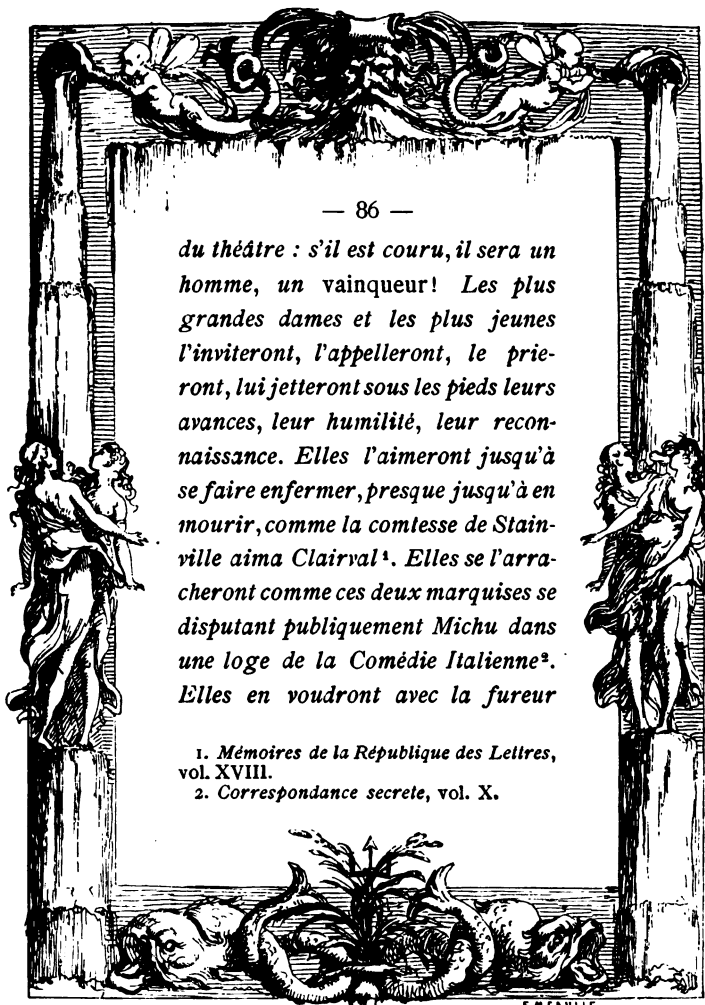 — 86 —
du théâtre : s'il est couru, il sera un
homme, un vainqueur! Les plus
grandes dames et les plus jeunes
l'inviteront, l'appelleront, le prie-
ront, lui jetteront sous les pieds leurs
avances, leur humilité, leur recon-
naissance. Elles l'aimeront jusqu'à
se faire enfermer, presque jusqu'à en
mourir, comme la comtesse de Stain-
ville aima Clairval¹. Elles se l'arra-
cheront comme ces deux marquises se
disputant publiquement Michu dans
une loge de la Comédie Italienne².
Elles en voudront avec la fureur
1. Mémoires de la République des Lettres,
vol. XVIII.
2. Correspondance secrete, vol. X.